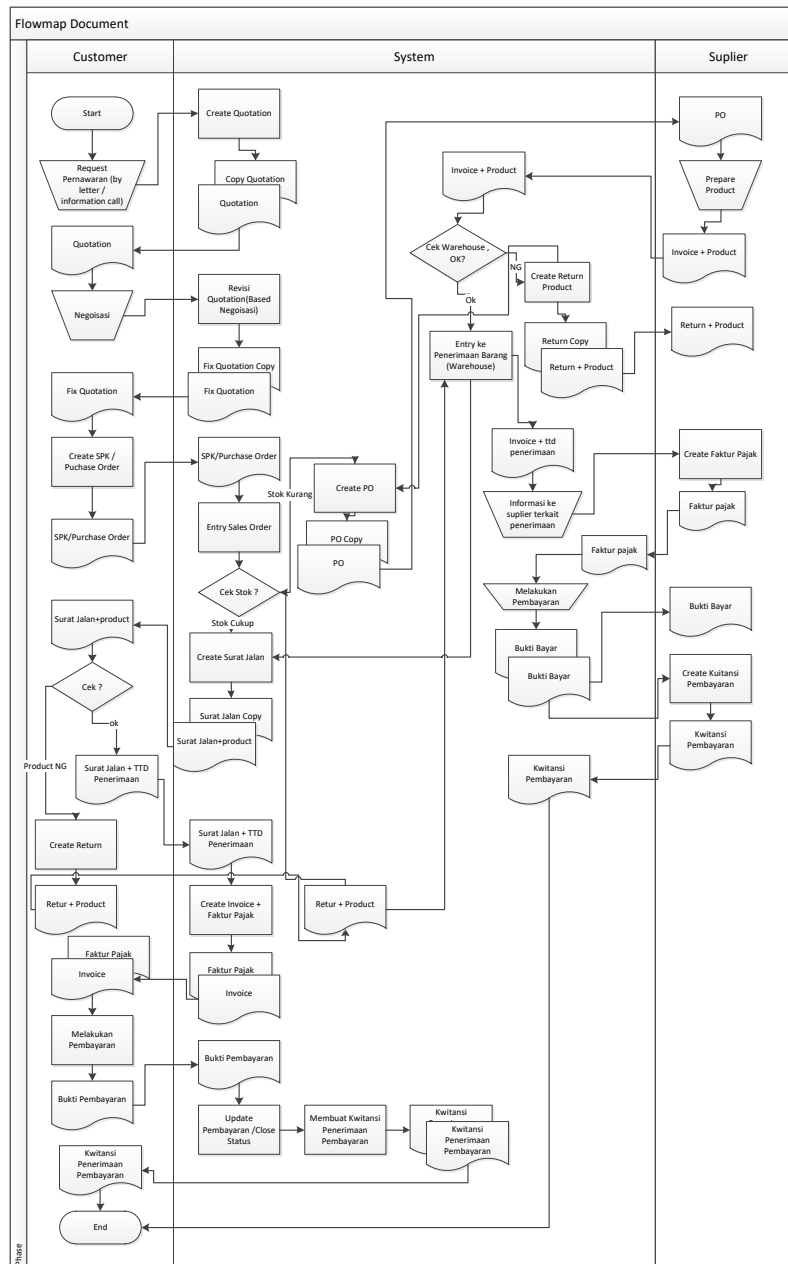 Flowmap Document
Customer
System
Suplier
Start
Request
Pernawaran (by
letter /
information call)
Quotation
Negoisasi
Fix Quotation
Create SPK /
Puchase Order
SPK/Purchase Order
Surat Jalan+product
Cek ?
ok
Product NG
Surat Jalan + TTD
Penerimaan
Create Return
Retur + Product
Faktur Pajak
Invoice
Melakukan
Pembayaran
Bukti Pembayaran
Kwitansi
Penerimaan
Pembayaran
End
Create Quotation
Copy Quotation
Quotation
Revisi
Quotation(Based
Negoisasi)
Fix Quotation Copy
Fix Quotation
SPK/Purchase Order
Entry Sales Order
Cek Stok ?
Stok Kurang
Stok Cukup
Create PO
PO Copy
PO
Create Surat Jalan
Surat Jalan Copy
Surat Jalan+product
Surat Jalan + TTD
Penerimaan
Create Invoice +
Faktur Pajak
Retur + Product
Faktur Pajak
Invoice
Bukti Pembayaran
Update
Pembayaran /Close
Status
Membuat Kwitansi
Penerimaan
Pembayaran
Kwitansi
Kwitansi
Penerimaan
Pembayaran
Invoice + Product
Cek Warehouse ,
OK?
NG
Ok
Create Return
Product
Return Copy
Return + Product
Entry ke
Penerimaan Barang
(Warehouse)
Invoice + ttd
penerimaan
Informasi ke
suplier terkait
penerimaan
Faktur pajak
Melakukan
Pembayaran
Bukti Bayar
Bukti Bayar
Kwitansi
Pembayaran
PO
Prepare
Product
Invoice + Product
Return + Product
Create Faktur Pajak
Faktur pajak
Bukti Bayar
Create Kuitansi
Pembayaran
Kwitansi
Pembayaran
Phase